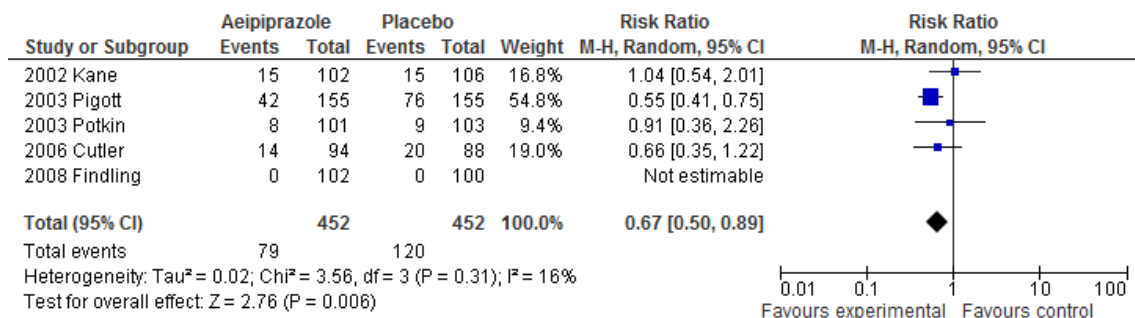 Aeipiprazole Placebo Risk Ratio Risk Ratio
Study or Subgroup Events Total Events Total Weight M-H, Random, 95% CI M-H, Random, 95% CI
2002 Kane 15 102 15 106 16.8% 1.04 [0.54, 2.01]
2003 Pigott 42 155 76 155 54.8% 0.55 [0.41, 0.75]
2003 Potkin 8 101 9 103 9.4% 0.91 [0.36, 2.26]
2006 Cutler 14 94 20 88 19.0% 0.66 [0.35, 1.22]
2008 Findling 0 102 0 100 Not estimable
Total (95% CI) 452 452 100.0% 0.67 [0.50, 0.89]
Total events 79 120
Heterogeneity: Tau² = 0.02; Chi² = 3.56, df = 3 (P = 0.31); I² = 16%
Test for overall effect: Z = 2.76 (P = 0.006)
0.01 0.1 1 10 100
Favours experimental Favours control